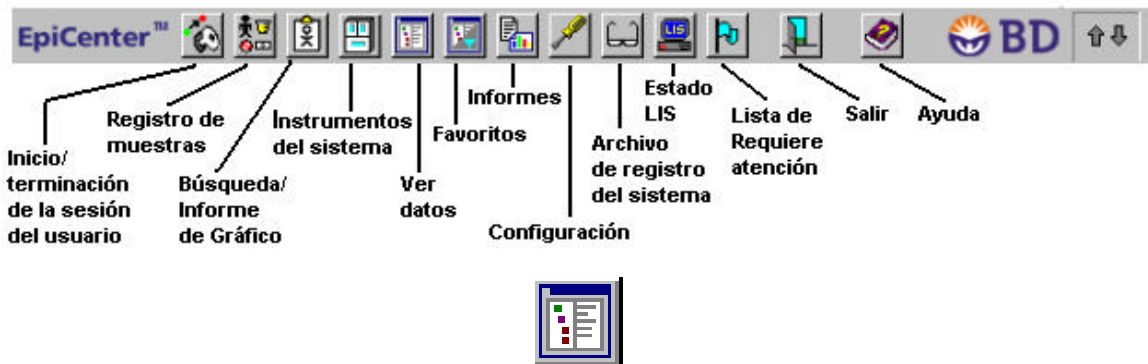 EpiCenter™
LIS
BD
Inicio/
terminación
de la sesión
del usuario
Registro de
muestras
Búsqueda/
Informe
de Gráfico
Instrumentos
del sistema
Ver
datos
Favoritos
Informes
Configuración
Archivo
de registro
del sistema
Estado
LIS
Lista de
Requiere
atención
Salir
Ayuda